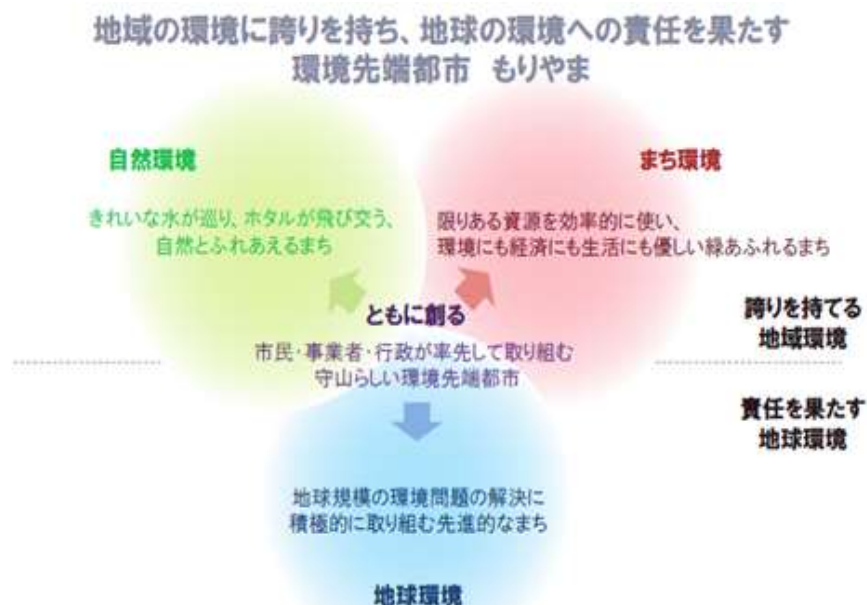 地域の環境に誇りを持ち、地球の環境への責任を果たす
環境先端都市　もりやま
自然環境
きれいな水が巡り、ホタルが飛び交う、
自然とふれあえるまち
まち環境
限りある資源を効率的に使い、
環境にも経済にも生活にも優しい緑あふれるまち
ともに創る
市民・事業者・行政が率先して取り組む
守山らしい環境先端都市
誇りを持てる
地域環境
責任を果たす
地球環境
地球規模の環境問題の解決に
積極的に取り組む先進的なまち
地球環境